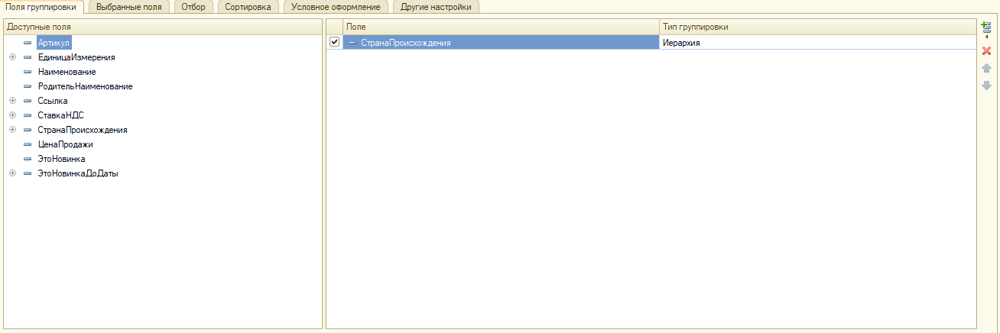 Поля группировки Выбранные поля Отбор Сортировка Условное оформление Другие настройки
Доступные поля
Артикул
ЕдиницаИзмерения
Наименование
РодительНаименование
Ссылка
СтавкаНДС
СтранаПроисхождения
ЦенаПродажи
ЭтоНовинка
ЭтоНовинкаДоДаты
Поле Тип группировки
СтранаПроисхождения Иерархия